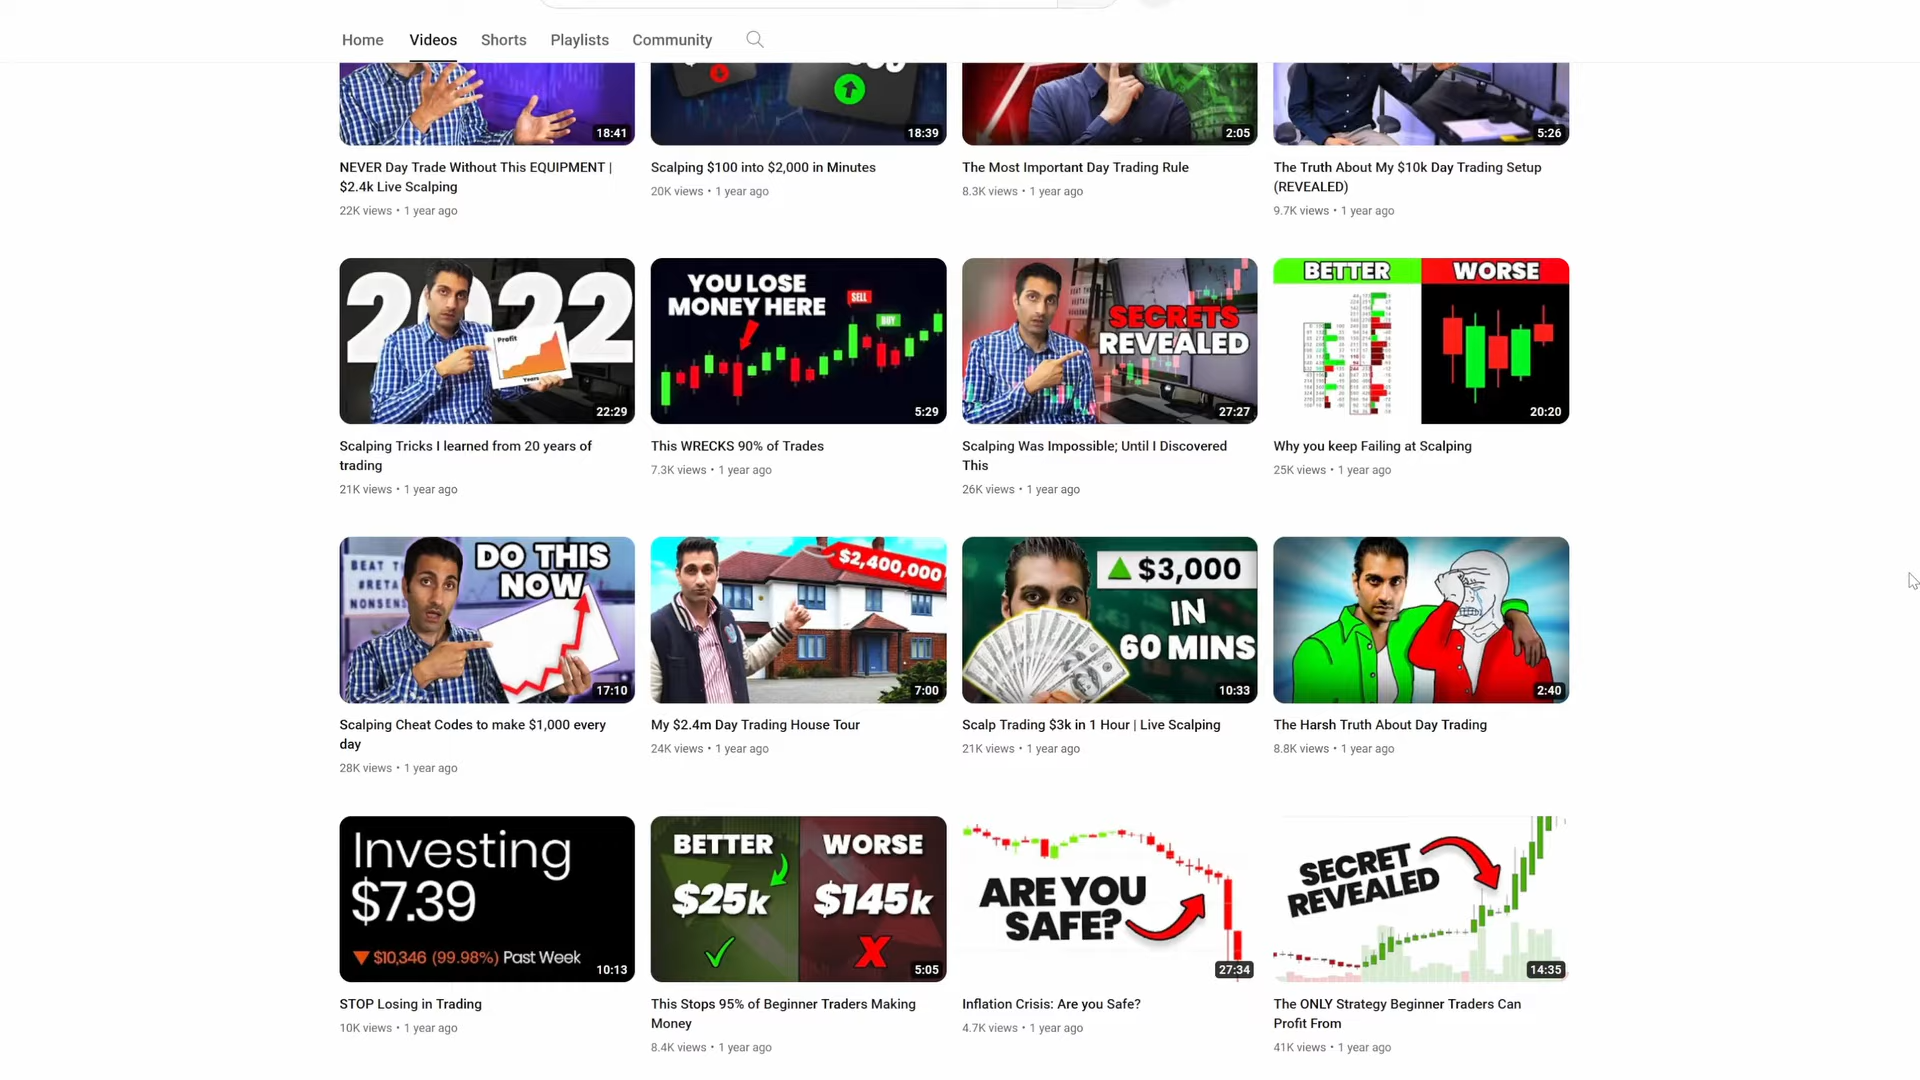 Home Videos Shorts Playlists Community
18:41
18:39
2:05
5:26
NEVER Day Trade Without This EQUIPMENT |
$2.4k Live Scalping
22K views • 1 year ago
Scalping $100 into $2,000 in Minutes
20K views • 1 year ago
The Most Important Day Trading Rule
8.3K views • 1 year ago
The Truth About My $10k Day Trading Setup
(REVEALED)
9.7K views • 1 year ago
2022
Profit
Years
22:29
YOU LOSE
MONEY HERE
SELL
BUY
5:29
SECRETS
REVEALED
27:27
BETTER
WORSE
20:20
Scalping Tricks I learned from 20 years of
trading
21K views • 1 year ago
This WRECKS 90% of Trades
7.3K views • 1 year ago
Scalping Was Impossible; Until I Discovered
This
26K views • 1 year ago
Why you keep Failing at Scalping
25K views • 1 year ago
BEAT T
#RETA
NONSENS
DO THIS
NOW
17:10
$2,400,000
7:00
$3,000
IN
60 MINS
10:33
2:40
Scalping Cheat Codes to make $1,000 every
day
28K views • 1 year ago
My $2.4m Day Trading House Tour
24K views • 1 year ago
Scalp Trading $3k in 1 Hour | Live Scalping
21K views • 1 year ago
The Harsh Truth About Day Trading
8.8K views • 1 year ago
Investing
$7.39
▼ $10,346 (99.98%) Past Week
10:13
BETTER
$25k
WORSE
$145k
5:05
ARE YOU
SAFE?
27:34
SECRET
REVEALED
14:35
STOP Losing in Trading
10K views • 1 year ago
This Stops 95% of Beginner Traders Making
Money
8.4K views • 1 year ago
Inflation Crisis: Are you Safe?
4.7K views • 1 year ago
The ONLY Strategy Beginner Traders Can
Profit From
41K views • 1 year ago